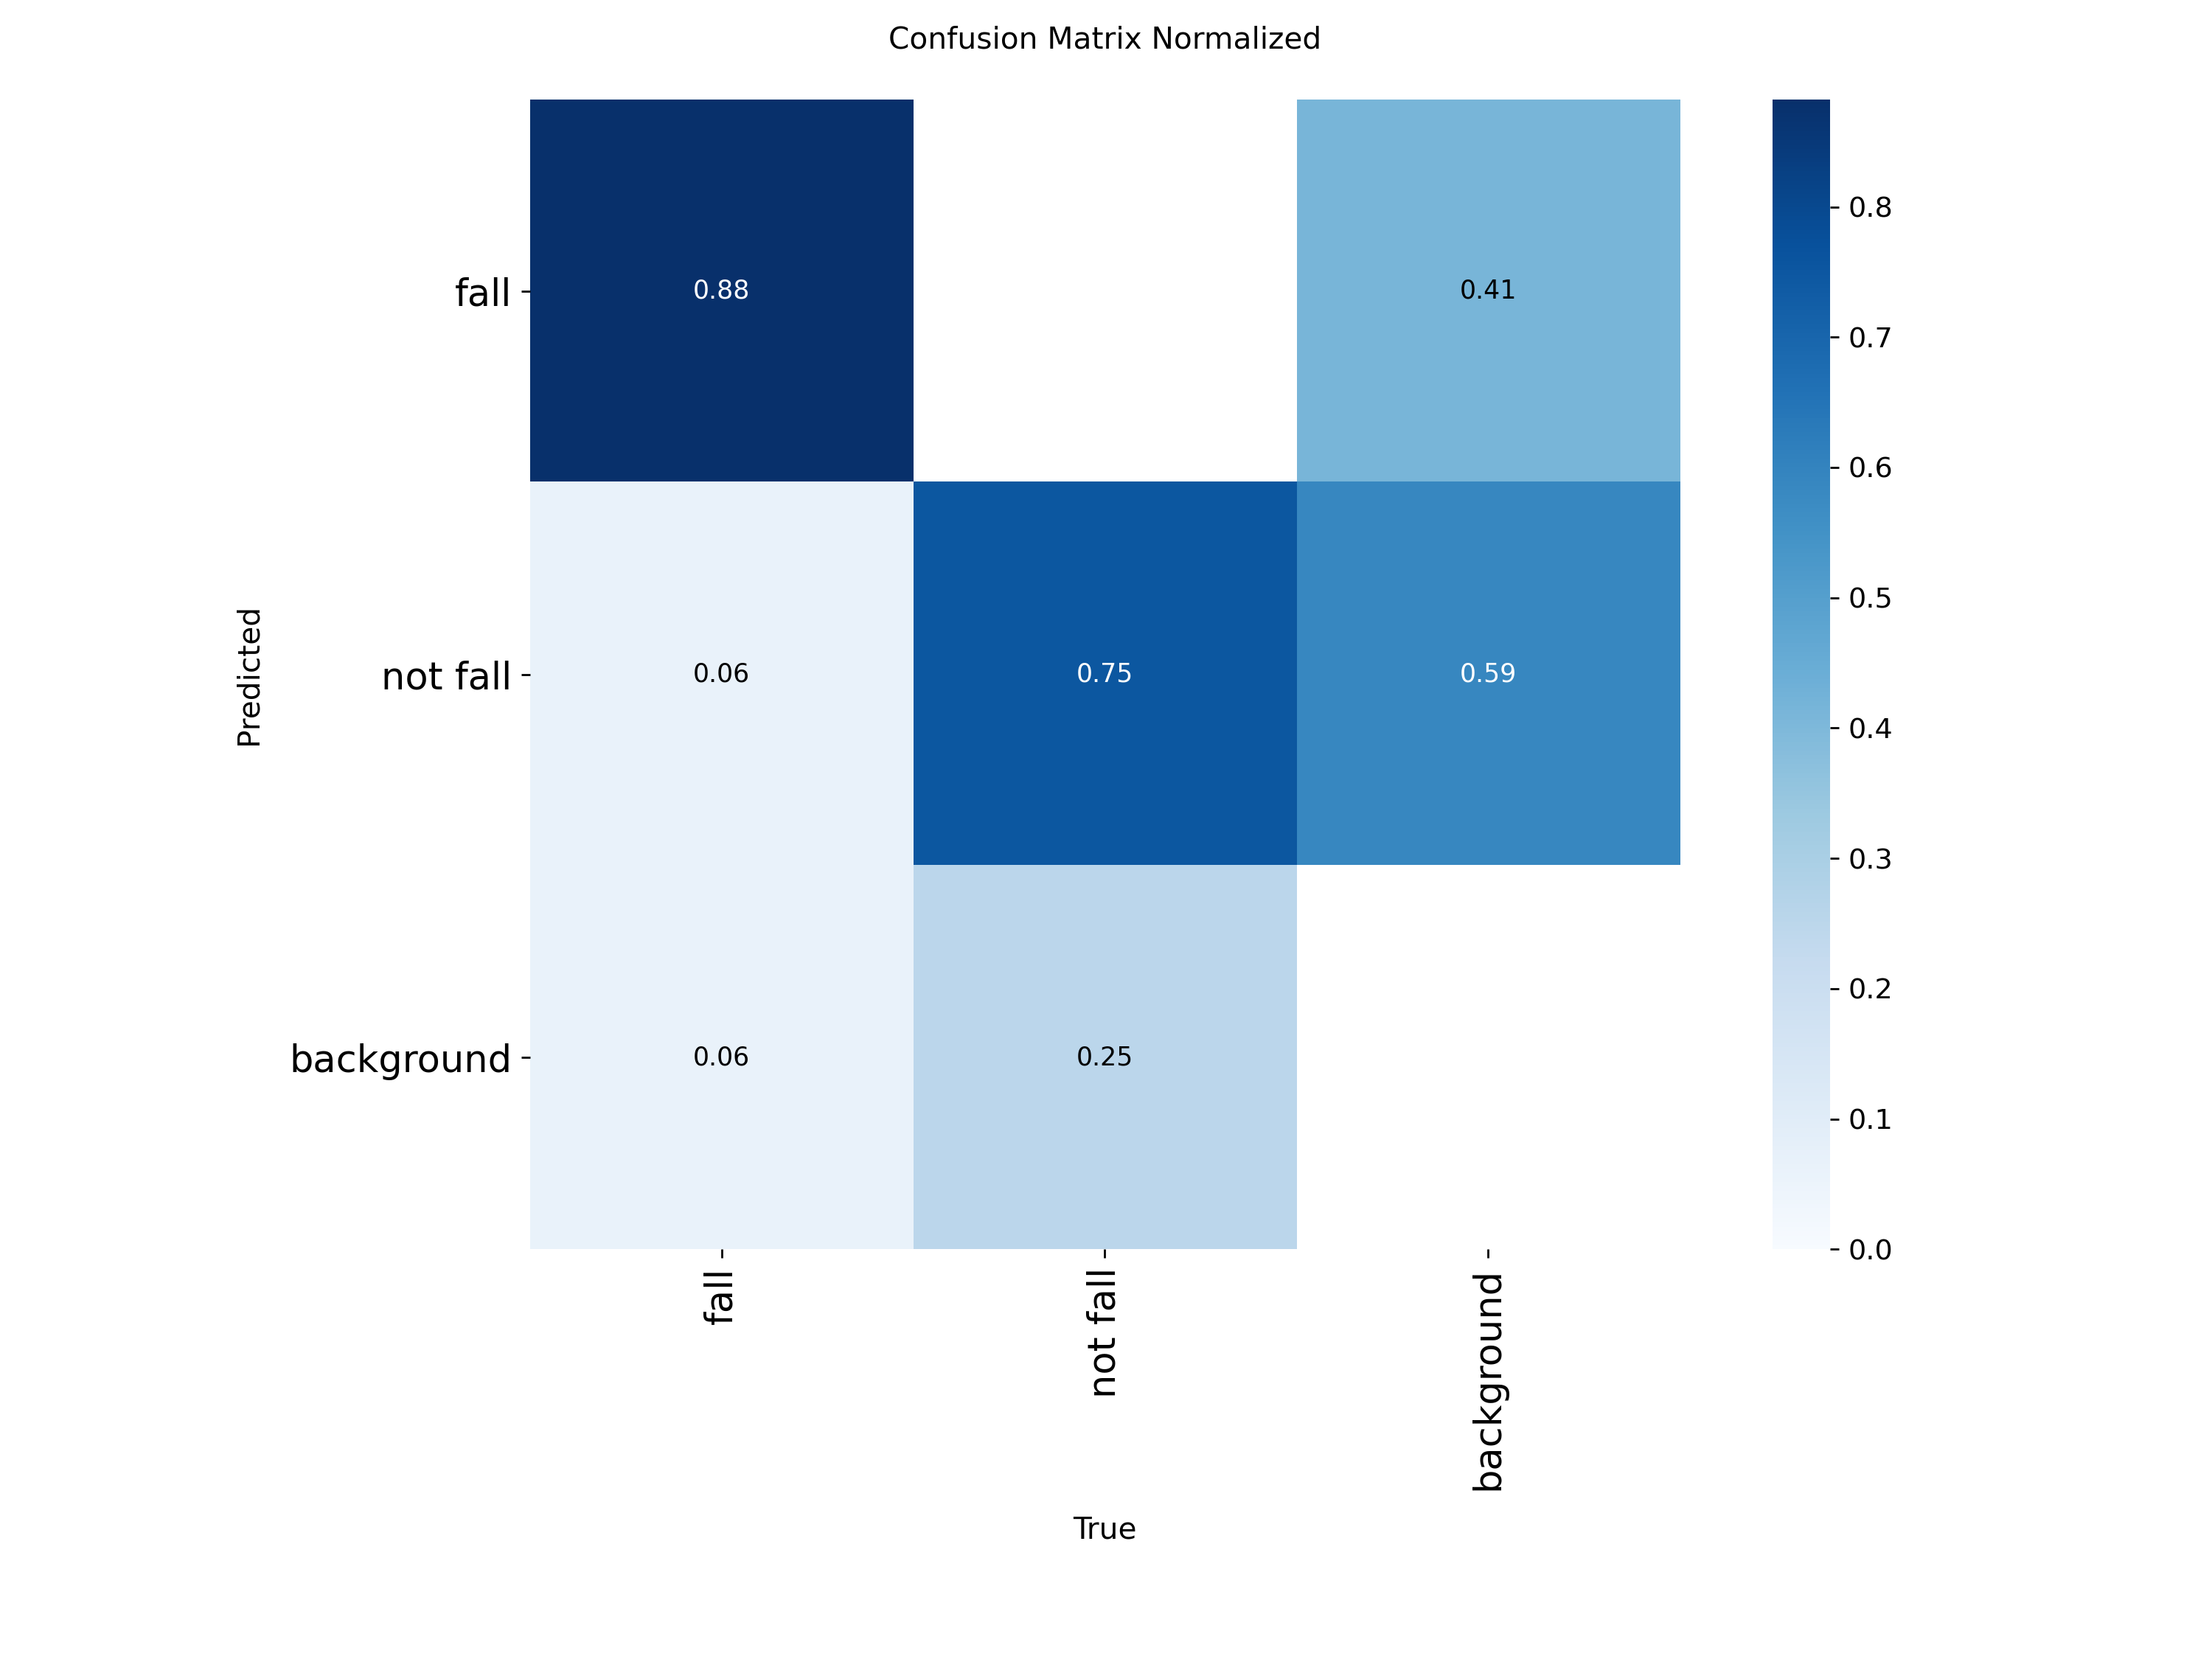 Confusion Matrix Normalized
fall
0.88
0.41
0.8
0.7
0.6
Predicted
not fall
0.06
0.75
0.59
0.5
0.4
0.3
background
0.06
0.25
0.2
0.1
0.0
fall
not fall
background
True